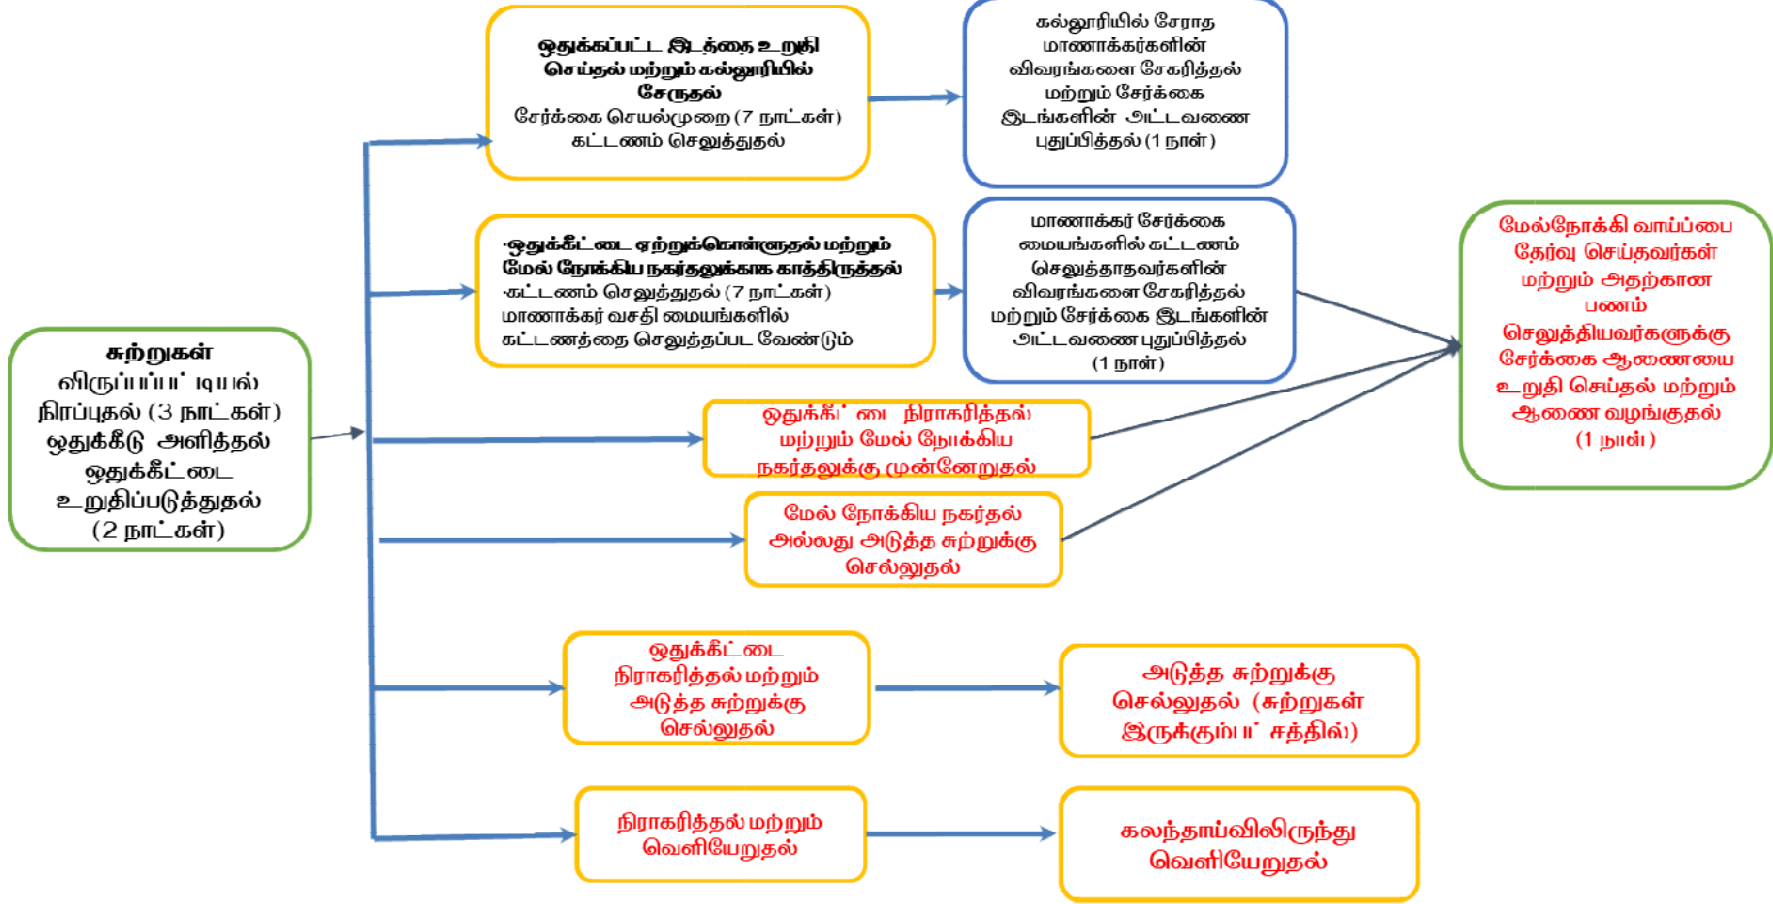 சுற்றுகள்
விருப்பப்பட்டியல்
நிரப்புதல் (3 நாட்கள்)
ஒதுக்கீடு அளித்தல்
ஒதுக்கீட்டை
உறுதிப்படுத்துதல்
(2 நாட்கள்)
ஒதுக்கப்பட்ட இடத்தை உறுதி
செய்தல் மற்றும் கல்லூரியில்
சேருதல்
சேர்க்கை செயல்முறை (7 நாட்கள்)
கட்டணம் செலுத்துதல்
கல்லூரியில் சேராத
மாணாக்கர்களின்
விவரங்களை சேகரித்தல்
மற்றும் சேர்க்கை
இடங்களின் அட்டவணை
புதுப்பித்தல் (1 நாள்)
·ஒதுக்கீட்டை ஏற்றுக்கொள்ளுதல் மற்றும்
மேல் நோக்கிய நகர்தலுக்காக காத்திருத்தல்
·கட்டணம் செலுத்துதல் (7 நாட்கள்)
மாணாக்கர் வசதி மையங்களில்
கட்டணத்தை செலுத்தப்பட வேண்டும்
மாணாக்கர் சேர்க்கை
மையங்களில் கட்டணம்
செலுத்தாதவர்களின்
விவரங்களை சேகரித்தல்
மற்றும் சேர்க்கை இடங்களின்
அட்டவணை புதுப்பித்தல்
(1 நாள்)
ஒதுக்கீட்டை நிராகரித்தல்
மற்றும் மேல் நோக்கிய
நகர்தலுக்கு முன்னேறுதல்
மேல் நோக்கிய நகர்தல்
அல்லது அடுத்த சுற்றுக்கு
செல்லுதல்
மேல்நோக்கி வாய்ப்பை
தேர்வு செய்தவர்கள்
மற்றும் அதற்கான
பணம்
செலுத்தியவர்களுக்கு
சேர்க்கை ஆணையை
உறுதி செய்தல் மற்றும்
ஆணை வழங்குதல்
(1 நாள்)
ஒதுக்கீட்டை
நிராகரித்தல் மற்றும்
அடுத்த சுற்றுக்கு
செல்லுதல்
அடுத்த சுற்றுக்கு
செல்லுதல் (சுற்றுகள்
இருக்கும்பட்சத்தில்)
நிராகரித்தல் மற்றும்
வெளியேறுதல்
கலந்தாய்விலிருந்து
வெளியேறுதல்